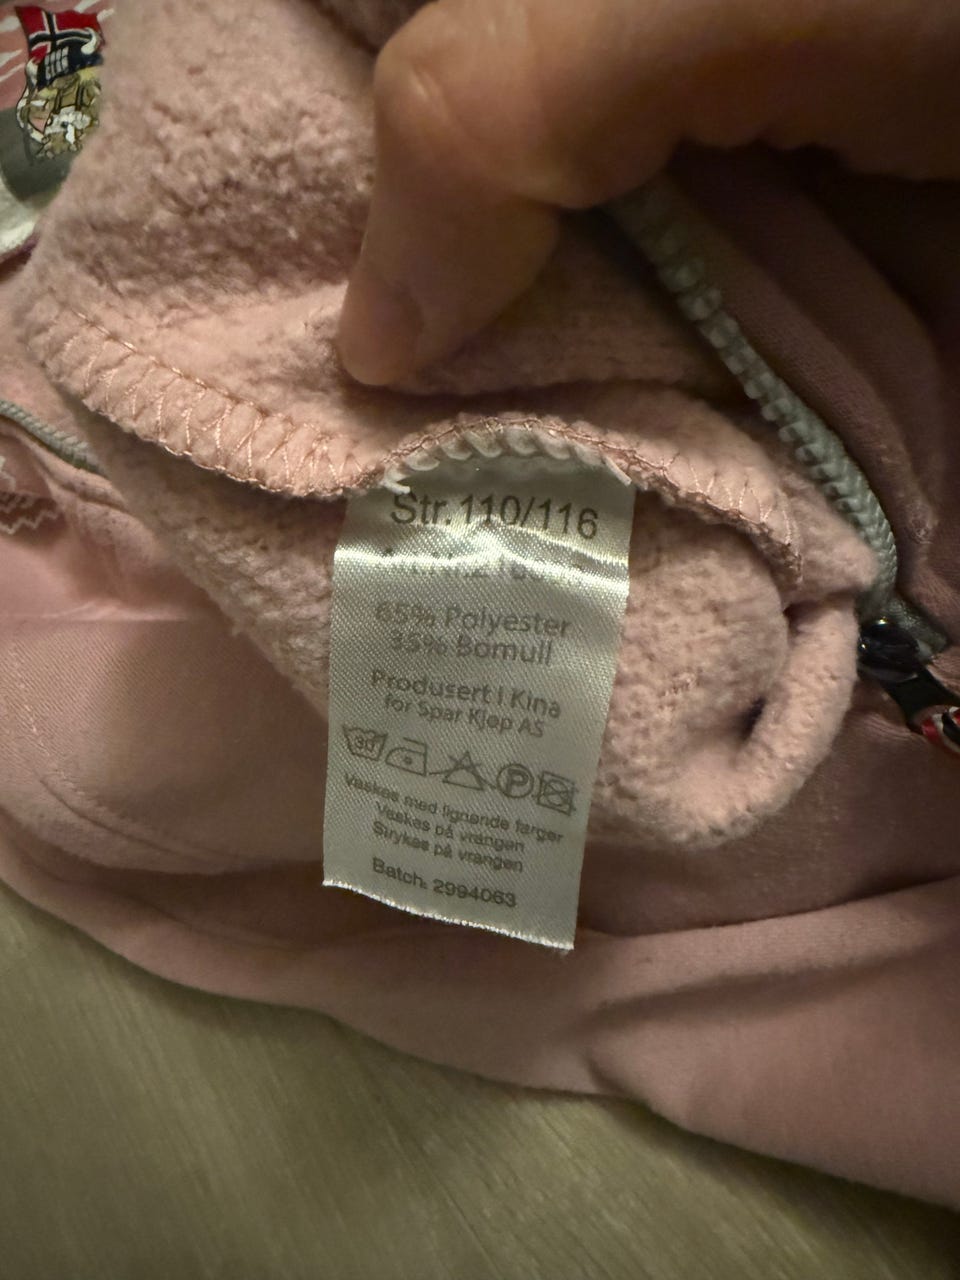 Str. 110/116
65% Polyester
35% Bomull
Produsert I Kina
for Spar Kjøp AS
30
P
Vaskes med lignende farger
Vaskes på vrangen
Strykes på vrangen
Batch: 2994063